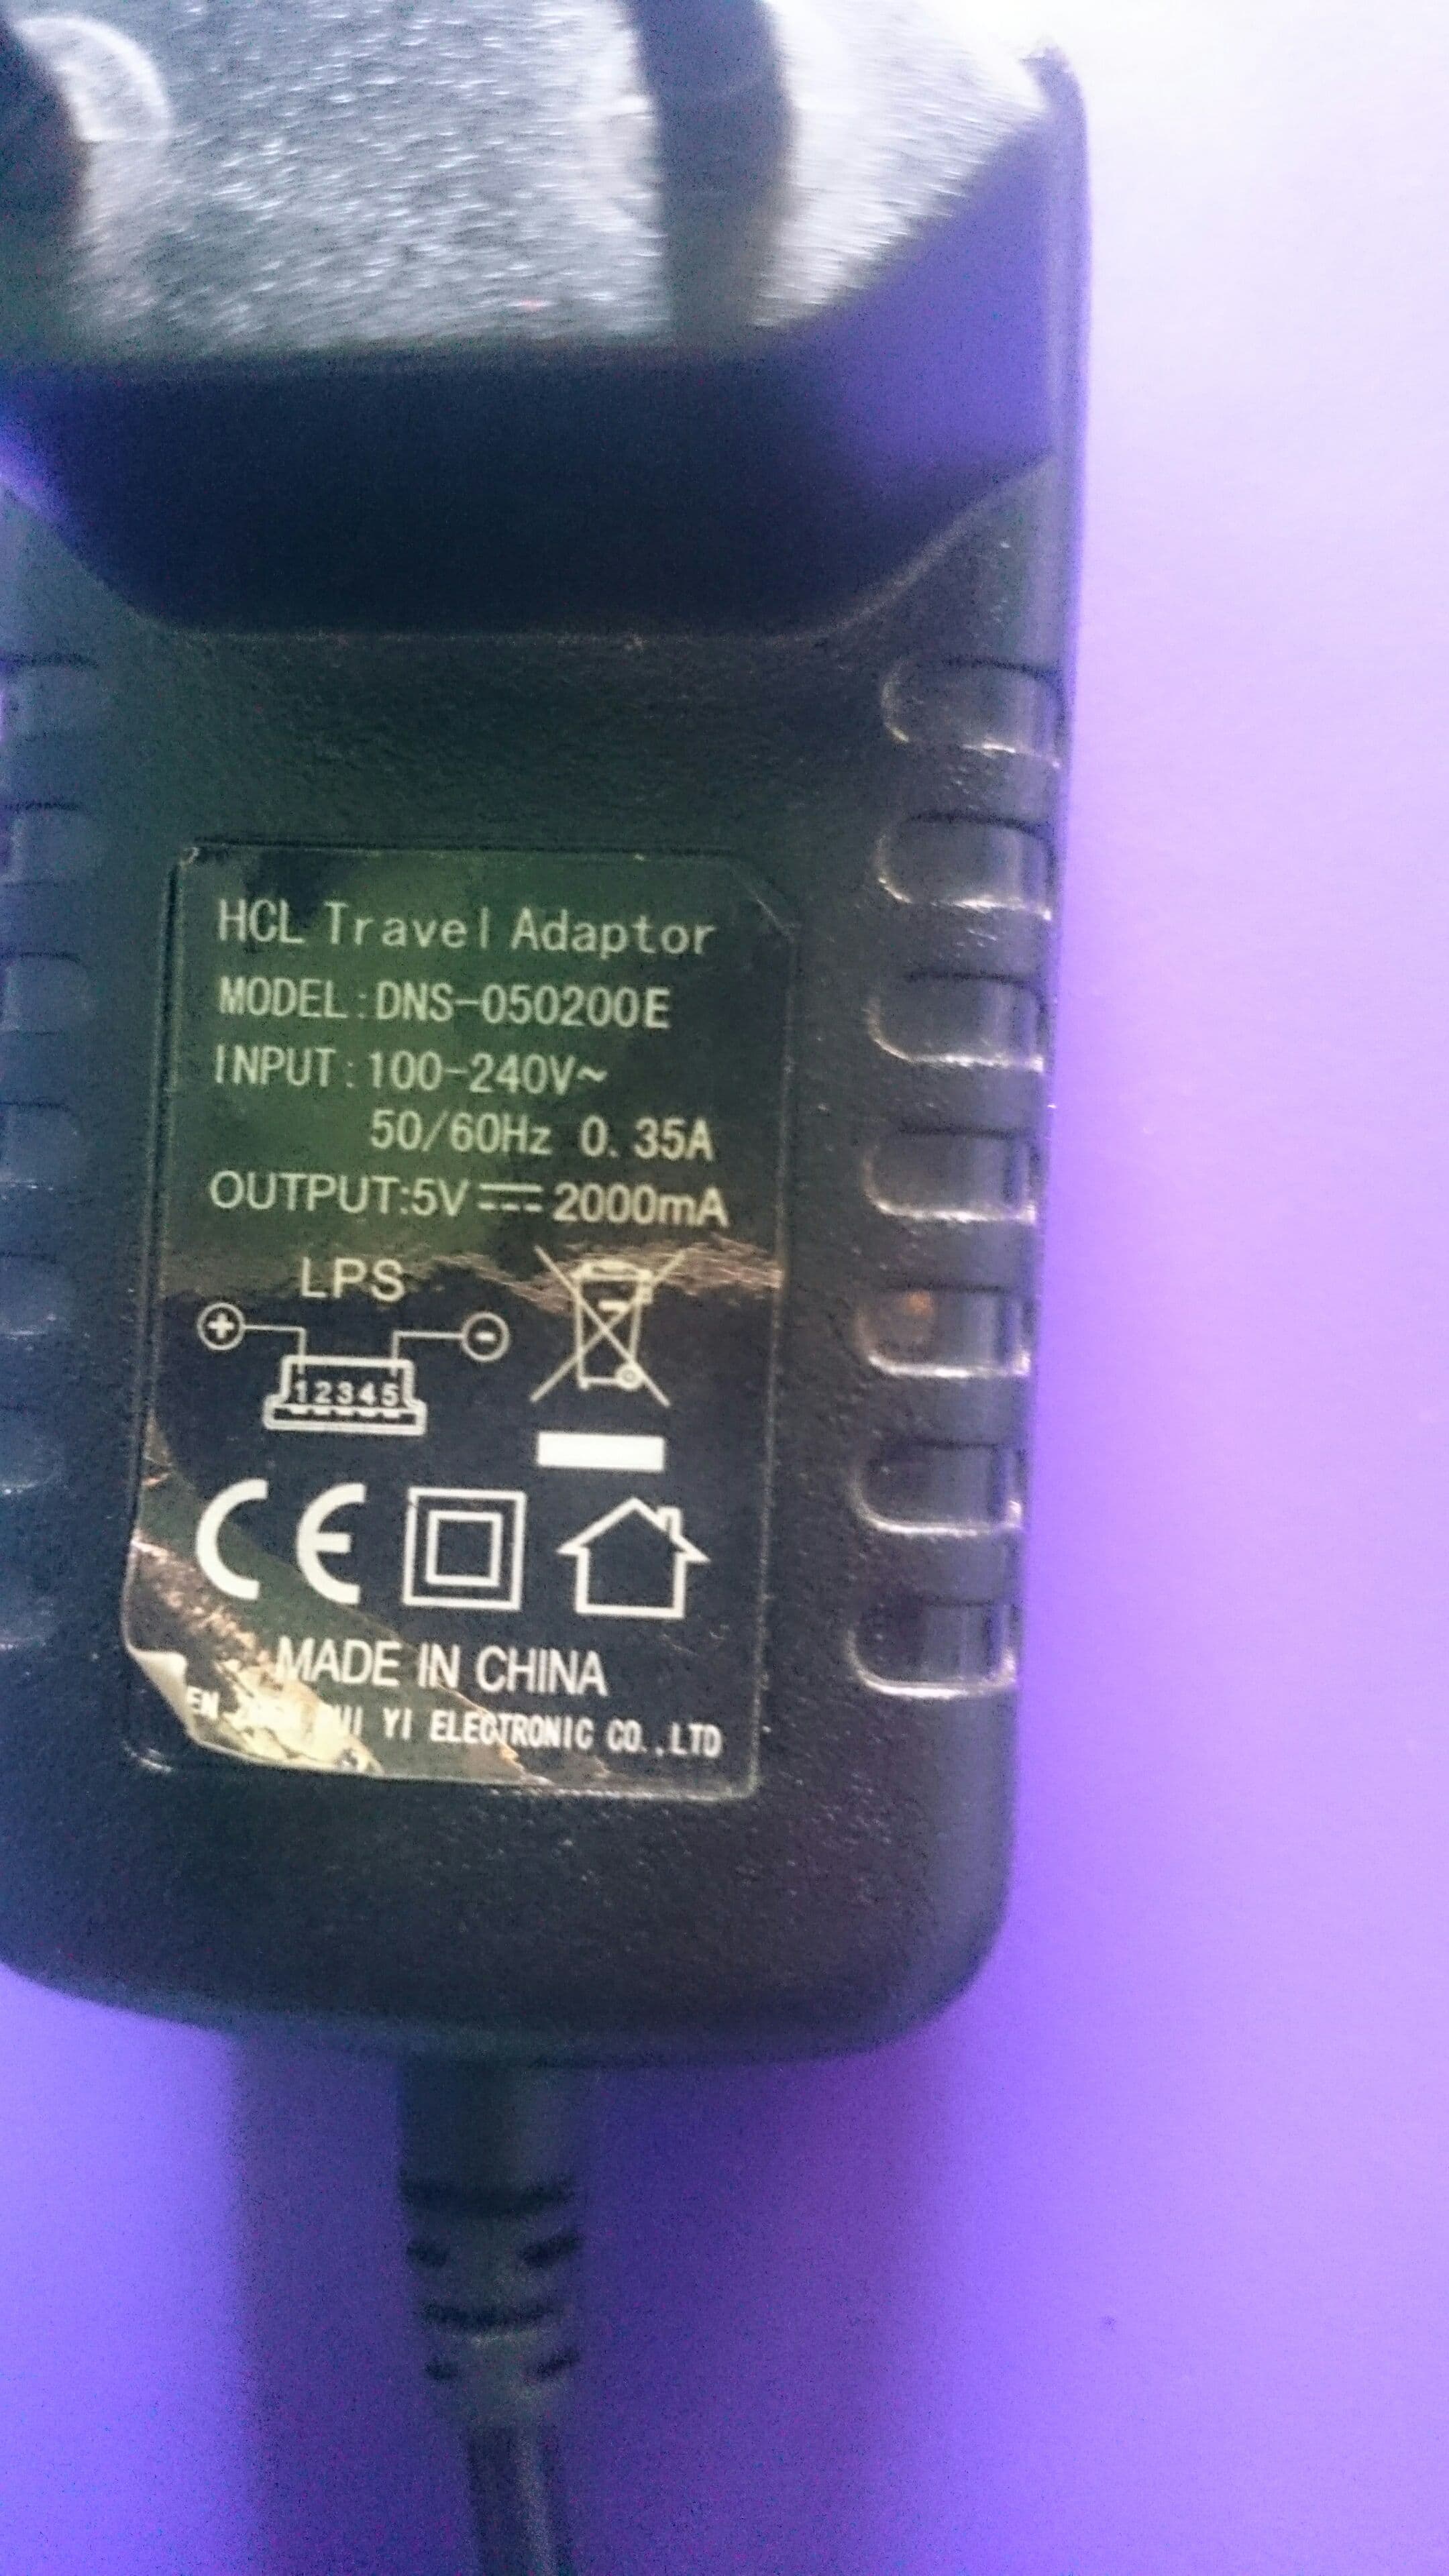 HCL Travel Adaptor
MODEL:DNS-050200E
INPUT:100-240V~
50/60Hz 0.35A
OUTPUT:5V⎓2000mA
LPS
+ -
12345
CE
MADE IN CHINA
YI ELECTRONIC CO.,LTD